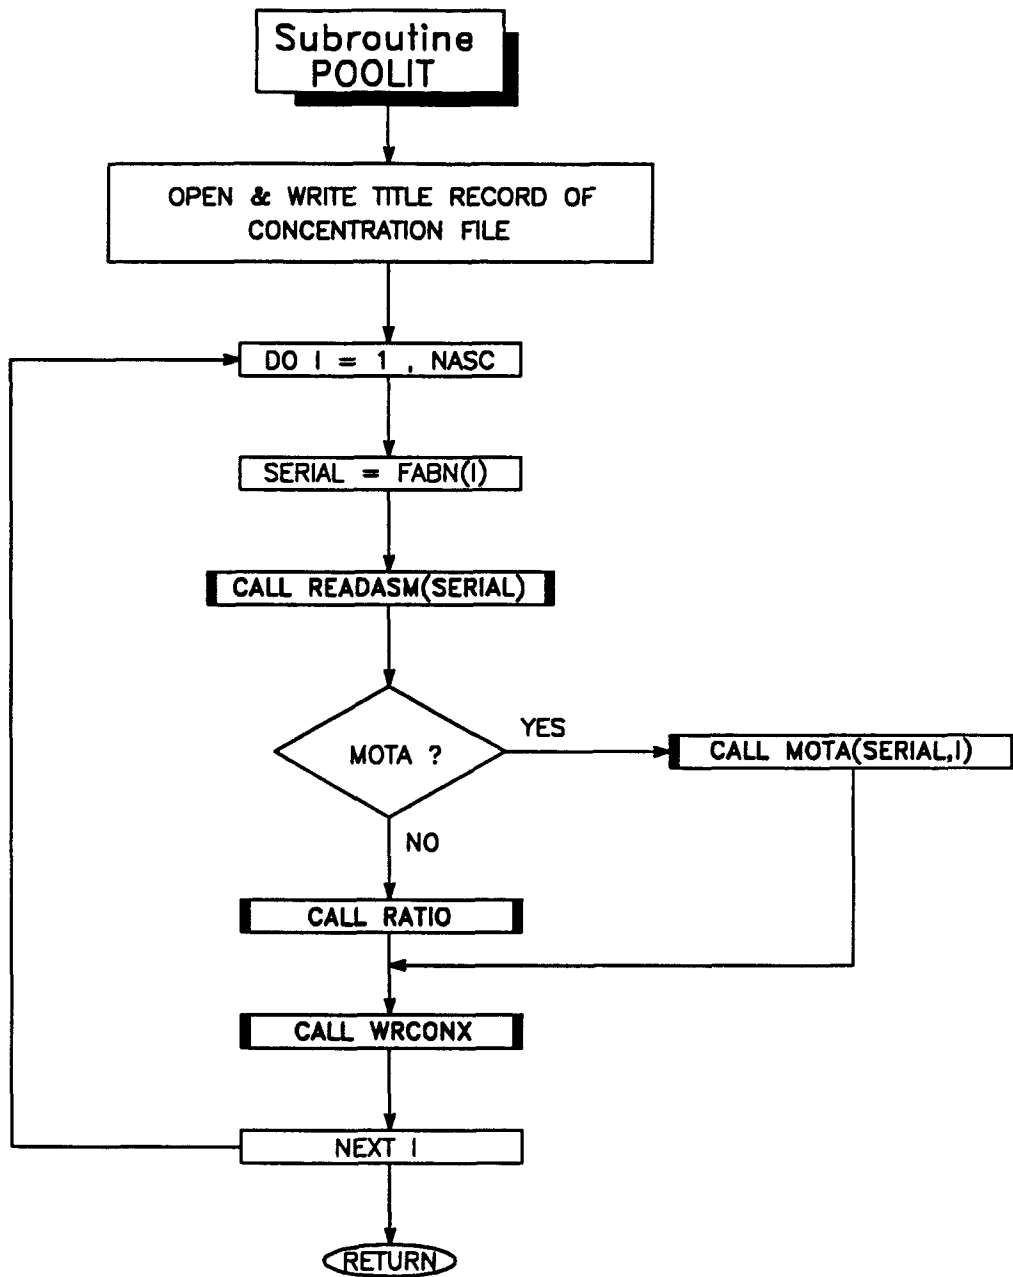 Subroutine
POOLIT
OPEN & WRITE TITLE RECORD OF
CONCENTRATION FILE
DO I = 1 , NASC
SERIAL = FABN(I)
CALL READASM(SERIAL)
MOTA ?
YES
CALL MOTA(SERIAL,I)
NO
CALL RATIO
CALL WRCONX
NEXT I
RETURN